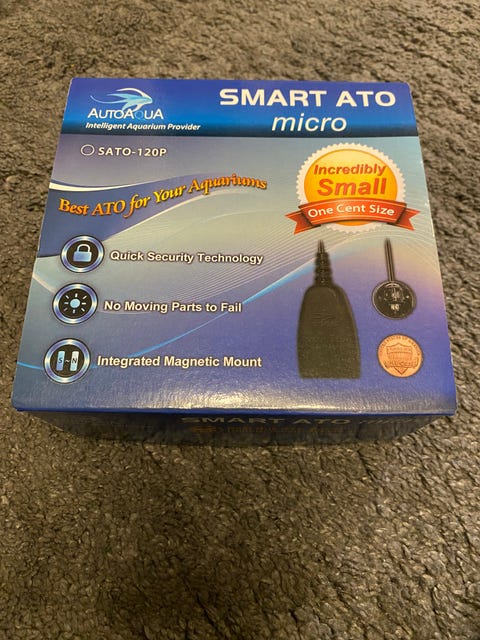 AUTOAQUA
Intelligent Aquarium Provider
SMART ATO
micro
SATO-120P
Best ATO for Your Aquariums
Incredibly
Small
One Cent Size
Quick Security Technology
No Moving Parts to Fail
S N
Integrated Magnetic Mount
SMART ATO